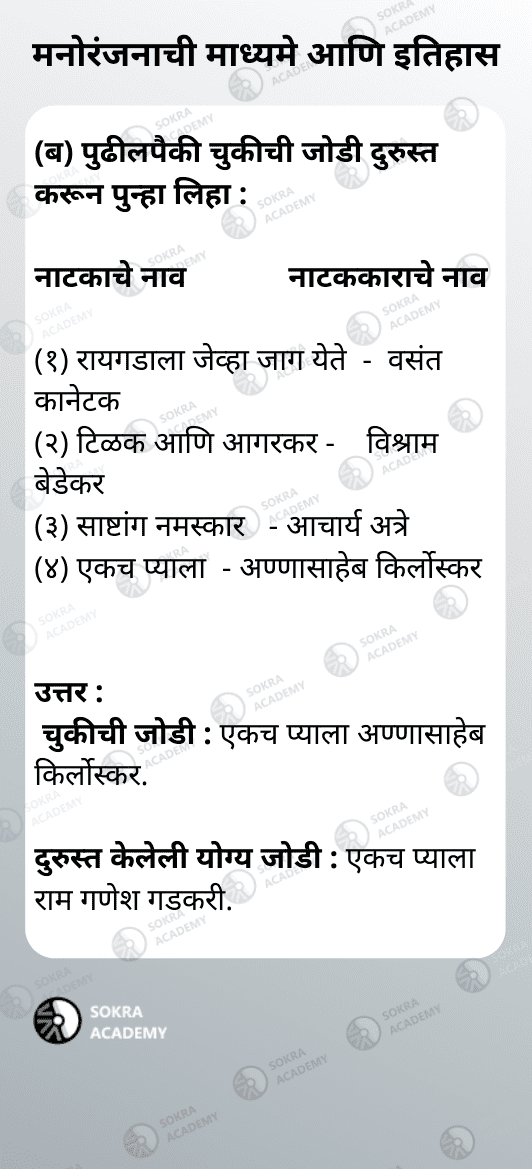 मनोरंजनाची माध्यमे आणि इतिहास
(ब) पुढीलपैकी चुकीची जोडी दुरुस्त
करून पुन्हा लिहा :
नाटकाचे नाव नाटककाराचे नाव
(१) रायगडाला जेव्हा जाग येते - वसंत
कानेटक
(२) टिळक आणि आगरकर - विश्राम
बेडेकर
(३) साष्टांग नमस्कार - आचार्य अत्रे
(४) एकच प्याला - अण्णासाहेब किर्लोस्कर
उत्तर :
चुकीची जोडी : एकच प्याला अण्णासाहेब
किर्लोस्कर.
दुरुस्त केलेली योग्य जोडी : एकच प्याला
राम गणेश गडकरी.
SOKRA
ACADEMY